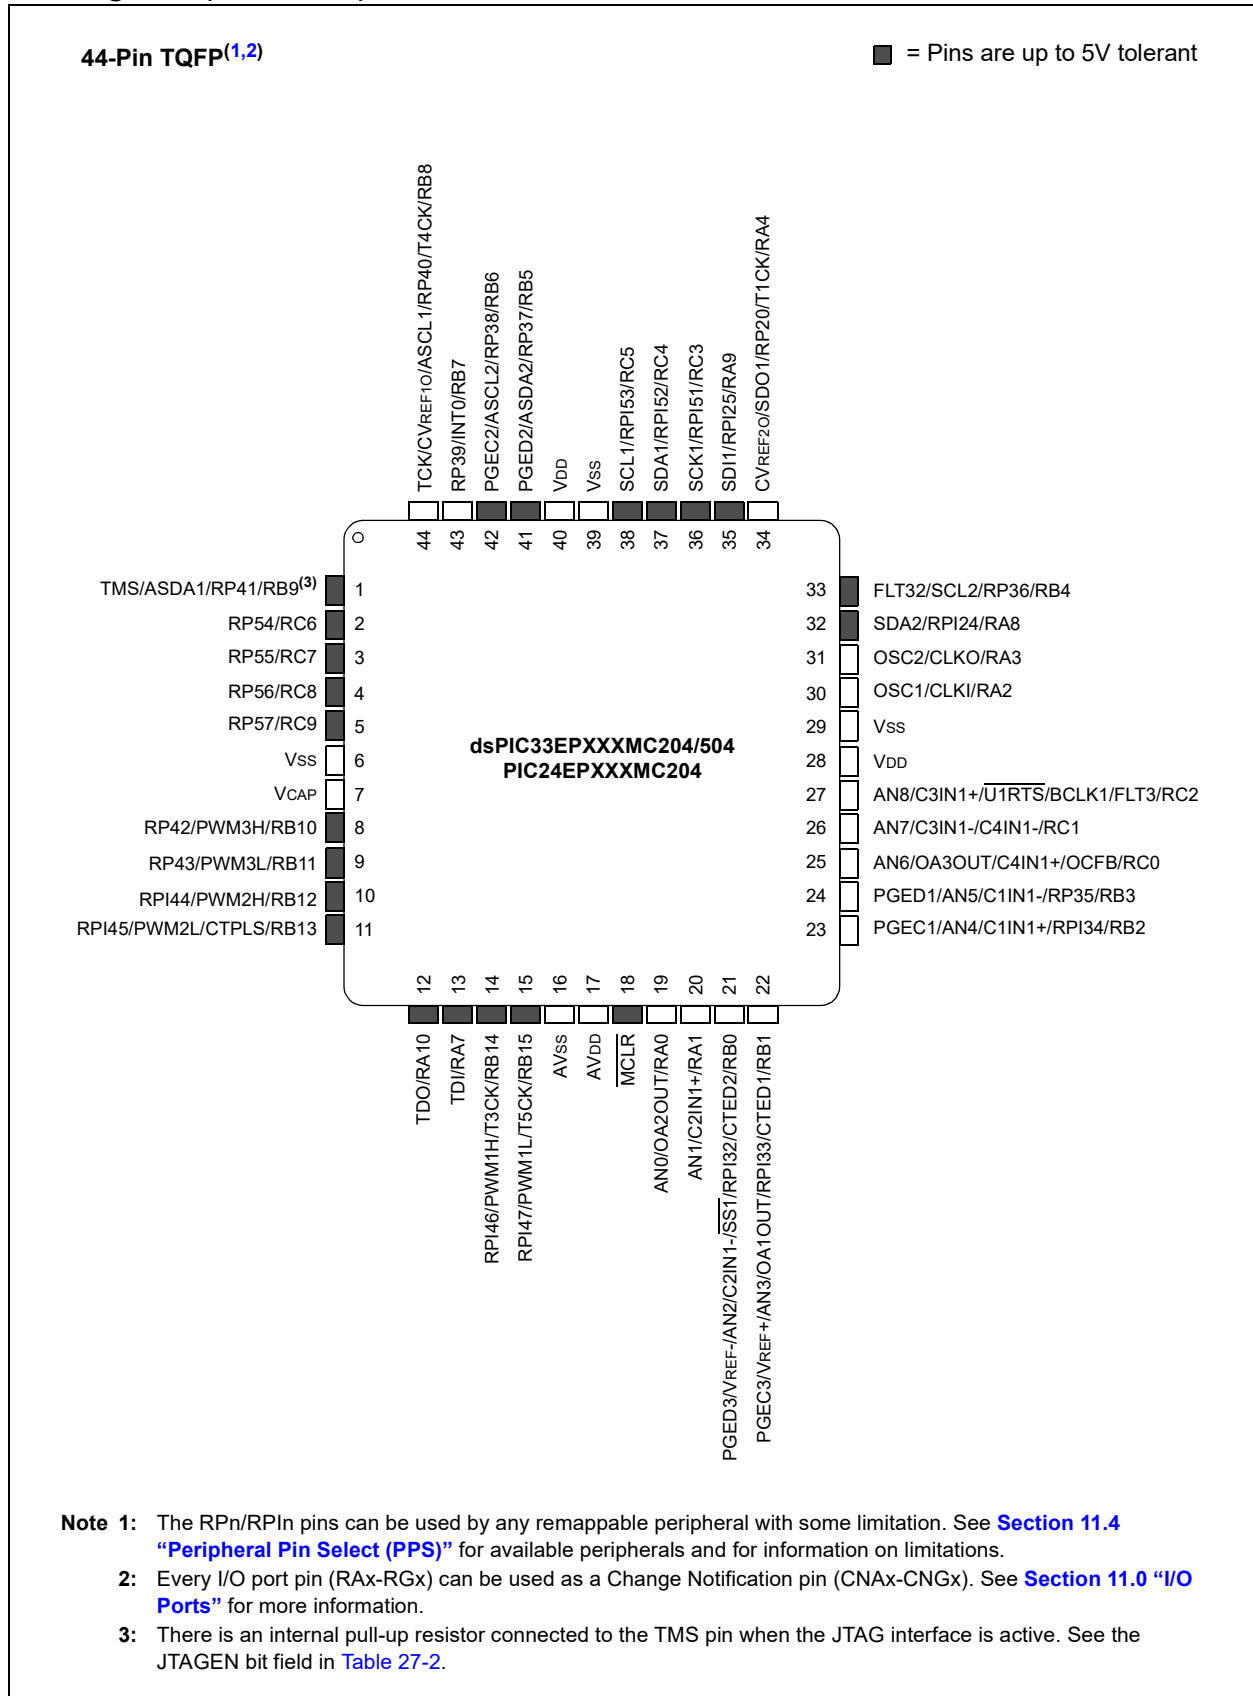 44-Pin TQFP(1,2)
= Pins are up to 5V tolerant
TCK/CVREF1O/ASCL1/RP40/T4CK/RB8
RP39/INT0/RB7
PGEC2/ASCL2/RP38/RB6
PGED2/ASDA2/RP37/RB5
VDD
VSS
SCL1/RPI53/RC5
SDA1/RPI52/RC4
SCK1/RPI51/RC3
SDI1/RPI25/RA9
CVREF2O/SDO1/RP20/T1CK/RA4
44 43 42 41 40 39 38 37 36 35 34
TMS/ASDA1/RP41/RB9(3) 1
RP54/RC6 2
RP55/RC7 3
RP56/RC8 4
RP57/RC9 5
VSS 6
VCAP 7
RP42/PWM3H/RB10 8
RP43/PWM3L/RB11 9
RPI44/PWM2H/RB12 10
RPI45/PWM2L/CTPLS/RB13 11
dsPIC33EPXXXMC204/504
PIC24EPXXXMC204
33 FLT32/SCL2/RP36/RB4
32 SDA2/RPI24/RA8
31 OSC2/CLKO/RA3
30 OSC1/CLKI/RA2
29 VSS
28 VDD
27 AN8/C3IN1+/U1RTS/BCLK1/FLT3/RC2
26 AN7/C3IN1-/C4IN1-/RC1
25 AN6/OA3OUT/C4IN1+/OCFB/RC0
24 PGED1/AN5/C1IN1-/RP35/RB3
23 PGEC1/AN4/C1IN1+/RPI34/RB2
12 13 14 15 16 17 18 19 20 21 22
TDO/RA10
TDI/RA7
RPI46/PWM1H/T3CK/RB14
RPI47/PWM1L/T5CK/RB15
AVSS
AVDD
MCLR
AN0/OA2OUT/RA0
AN1/C2IN1+/RA1
PGED3/VREF-/AN2/C2IN1-/SS1/RPI32/CTED2/RB0
PGEC3/VREF+/AN3/OA1OUT/RPI33/CTED1/RB1
Note 1: The RPn/RPIn pins can be used by any remappable peripheral with some limitation. See Section 11.4
“Peripheral Pin Select (PPS)” for available peripherals and for information on limitations.
2: Every I/O port pin (RAx-RGx) can be used as a Change Notification pin (CNAx-CNGx). See Section 11.0 “I/O
Ports” for more information.
3: There is an internal pull-up resistor connected to the TMS pin when the JTAG interface is active. See the
JTAGEN bit field in Table 27-2.